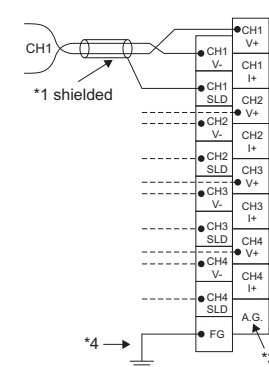 CH1
*1 shielded
CH1
V+
CH1
V-
CH1
I+
CH1
SLD
CH2
V+
CH2
V-
CH2
I+
CH2
SLD
CH3
V+
CH3
V-
CH3
I+
CH3
SLD
CH4
V+
CH4
V-
CH4
I+
CH4
SLD
A.G.
FG
*4